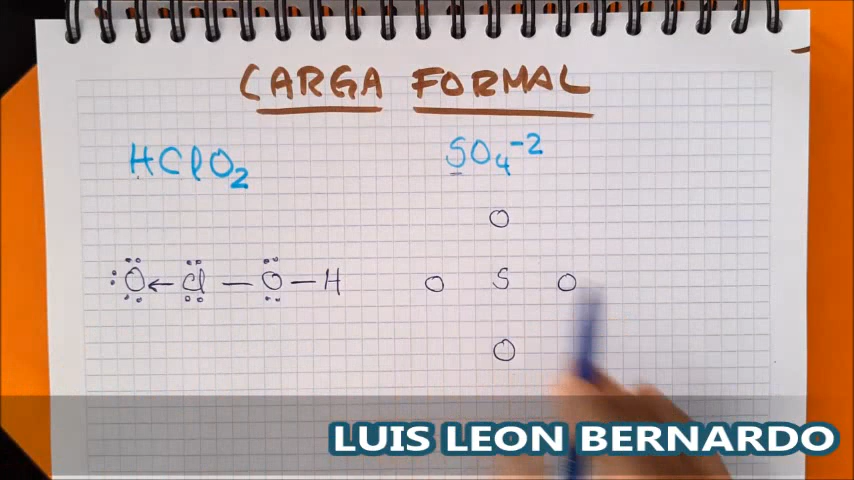 CARGA FORMAL
HClO₂ SO₄⁻²
O
:O ← Cl — O — H O S O
O
LUIS LEON BERNARDO